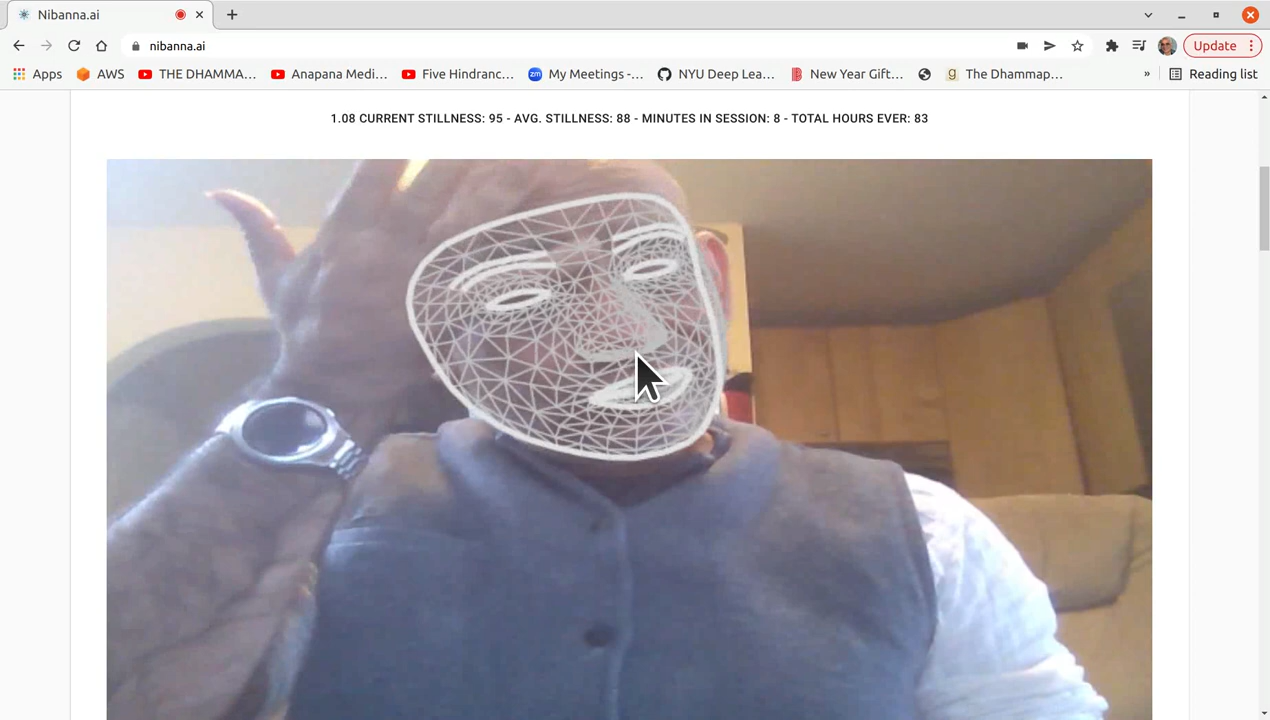 Nibanna.ai
nibanna.ai
Update
Apps AWS THE DHAMMA... Anapana Medi... Five Hindranc... zm My Meetings -... NYU Deep Lea... New Year Gift... g The Dhammap... » Reading list
1.08 CURRENT STILLNESS: 95 - AVG. STILLNESS: 88 - MINUTES IN SESSION: 8 - TOTAL HOURS EVER: 83